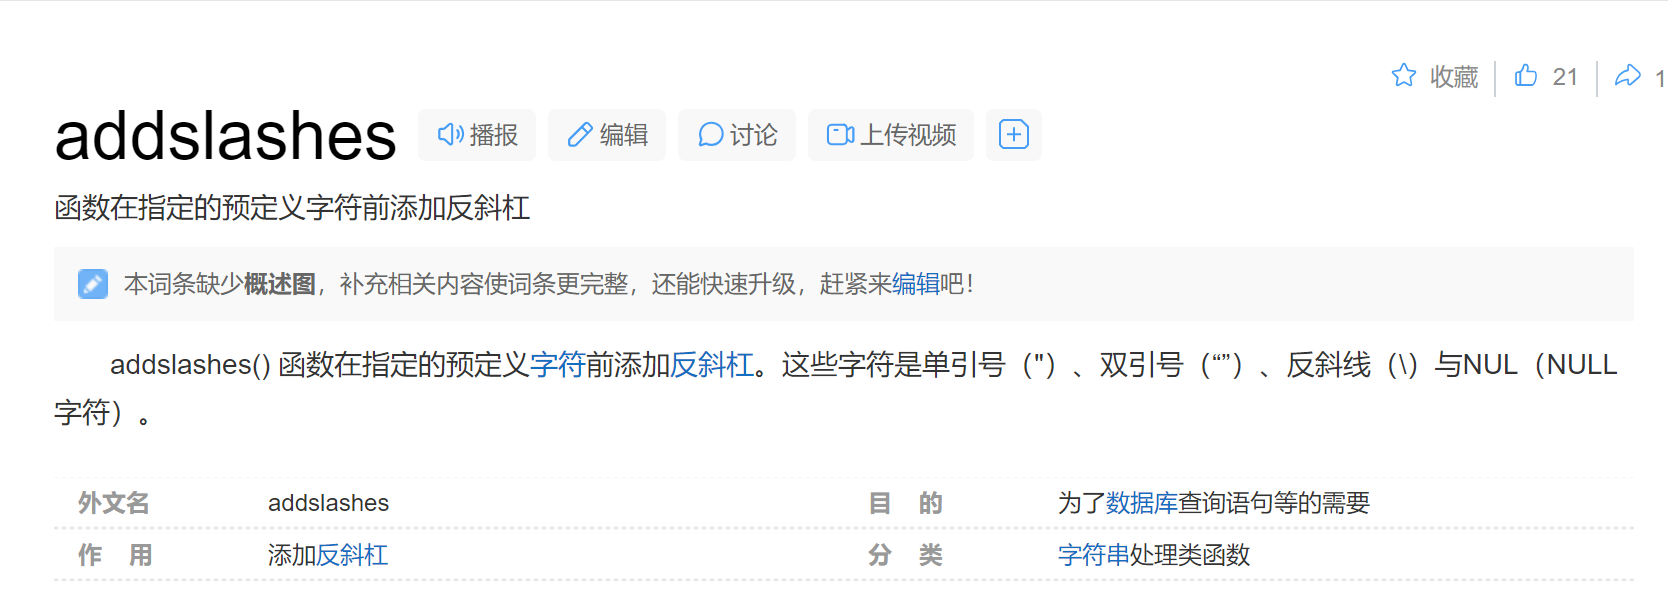 收藏 21 1
addslashes 播报 编辑 讨论 上传视频
函数在指定的预定义字符前添加反斜杠
本词条缺少概述图，补充相关内容使词条更完整，还能快速升级，赶紧来编辑吧！
addslashes() 函数在指定的预定义字符前添加反斜杠。这些字符是单引号（"）、双引号（“”）、反斜线（\）与NUL（NULL
字符）。
外文名 addslashes 目 的 为了数据库查询语句等的需要
作 用 添加反斜杠 分 类 字符串处理类函数